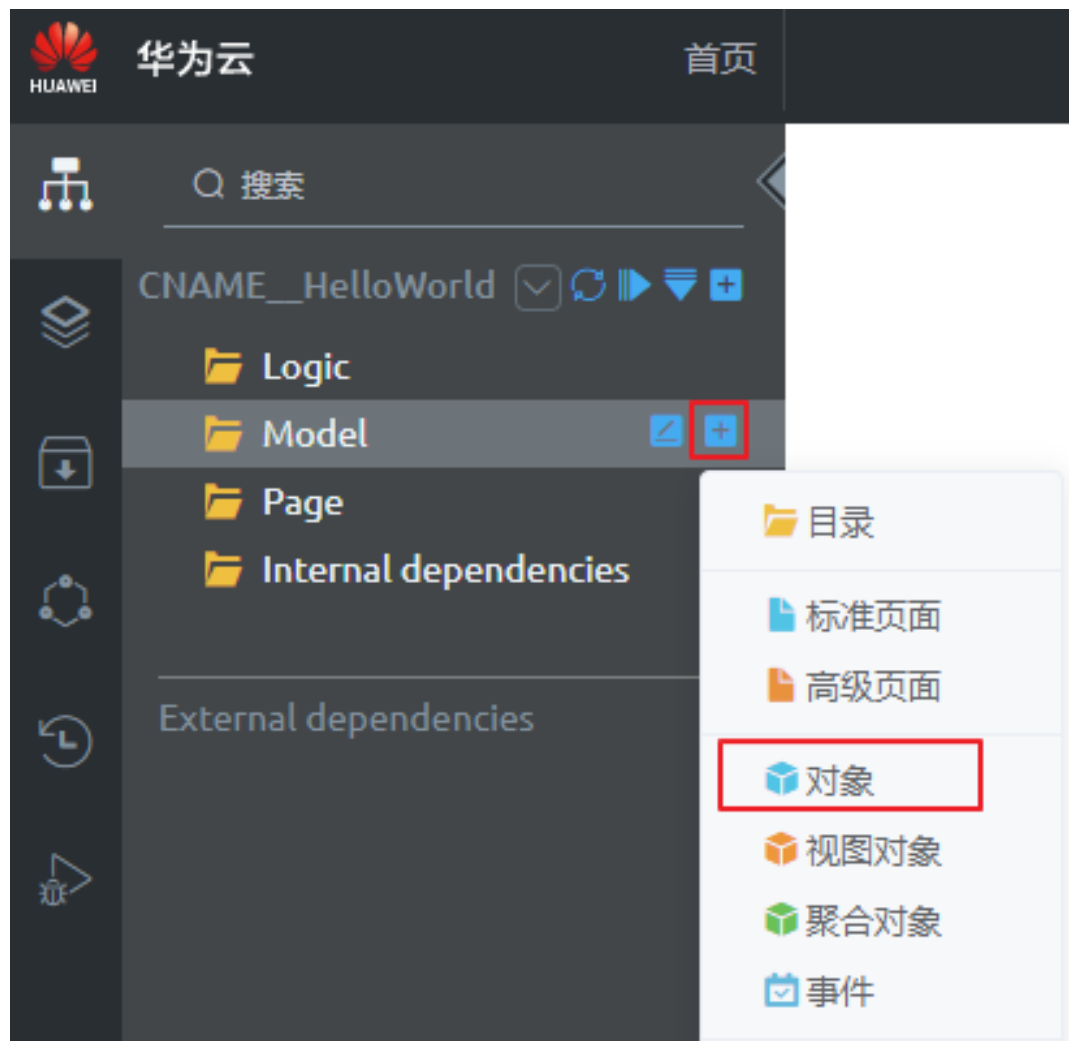 HUAWEI
华为云
首页
搜索
CNAME__HelloWorld
Logic
Model
Page
Internal dependencies
External dependencies
目录
标准页面
高级页面
对象
视图对象
聚合对象
事件